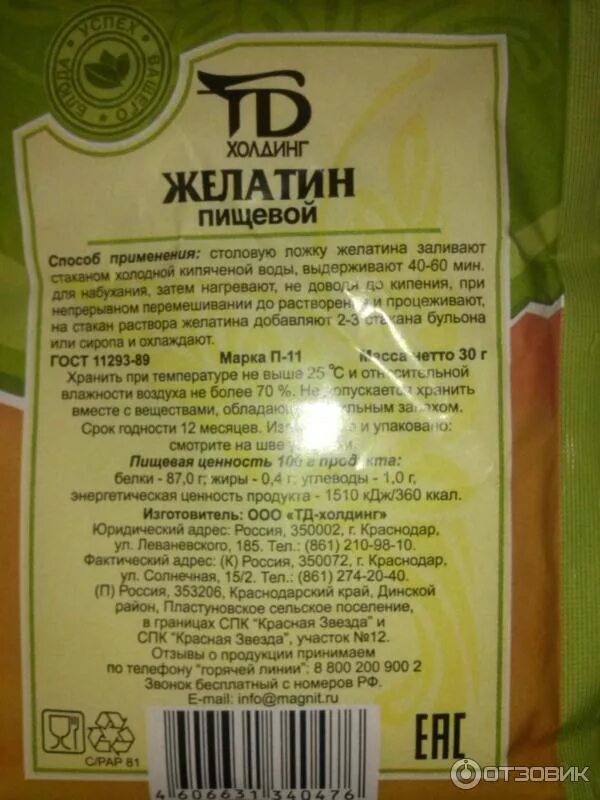 УСПЕХ ВАШЕГО БЛЮДА
ТД
ХОЛДИНГ
ЖЕЛАТИН
ПИЩЕВОЙ
Способ применения: столовую ложку желатина заливают
стаканом холодной кипяченой воды, выдерживают 40-60 мин.
для набухания, затем нагревают, не доводя до кипения, при
непрерывном перемешивании до растворения и процеживают,
на стакан раствора желатина добавляют 2-3 стакана бульона
или сиропа и охлаждают.
ГОСТ 11293-89 Марка П-11 Масса нетто 30 г
Хранить при температуре не выше 25 °С и относительной
влажности воздуха не более 70 %. Не допускается хранить
вместе с веществами, обладающими сильным запахом.
Срок годности 12 месяцев. и упаковано:
смотрите на шве
Пищевая ценность 100 г продукта:
белки - 87,0 г; жиры - 0,4 г; углеводы - 1,0 г,
энергетическая ценность продукта - 1510 кДж/360 ккал.
Изготовитель: ООО «ТД-холдинг»
Юридический адрес: Россия, 350002, г. Краснодар,
ул. Леваневского, 185. Тел.: (861) 210-98-10.
Фактический адрес: (К) Россия, 350072, г. Краснодар,
ул. Солнечная, 15/2. Тел.: (861) 274-20-40.
(П) Россия, 353206, Краснодарский край, Динской
район, Пластуновское сельское поселение,
в границах СПК “Красная Звезда” и
СПК “Красная Звезда”, участок №12.
Отзывы о продукции принимаем
по телефону “горячей линии”: 8 800 200 900 2
Звонок бесплатный с номеров РФ.
E-mail: info@magnit.ru
C/PAP 81
4 606631 340476
EAC
ОТЗОВИК